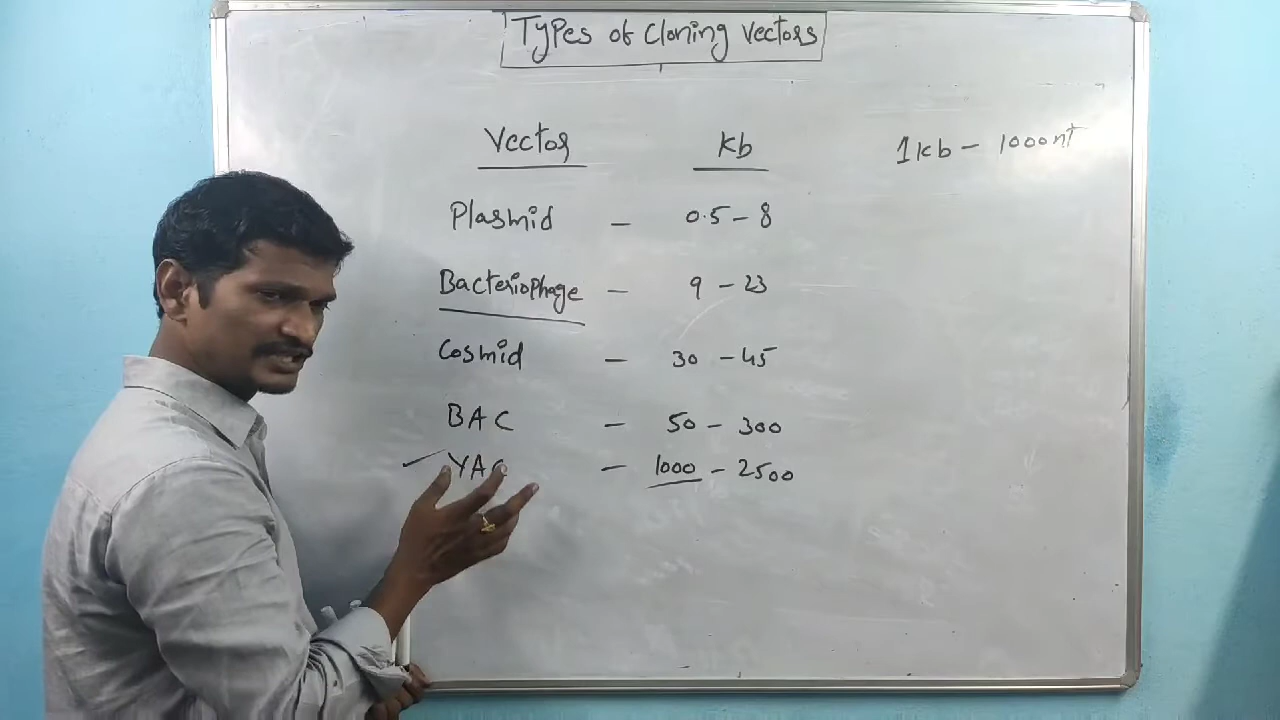 Types of Cloning Vectors
Vector kb
1kb - 1000nt
Plasmid - 0.5 - 8
Bacteriophage - 9 - 23
Cosmid - 30 - 45
BAC - 50 - 300
YAC - 1000 - 2500